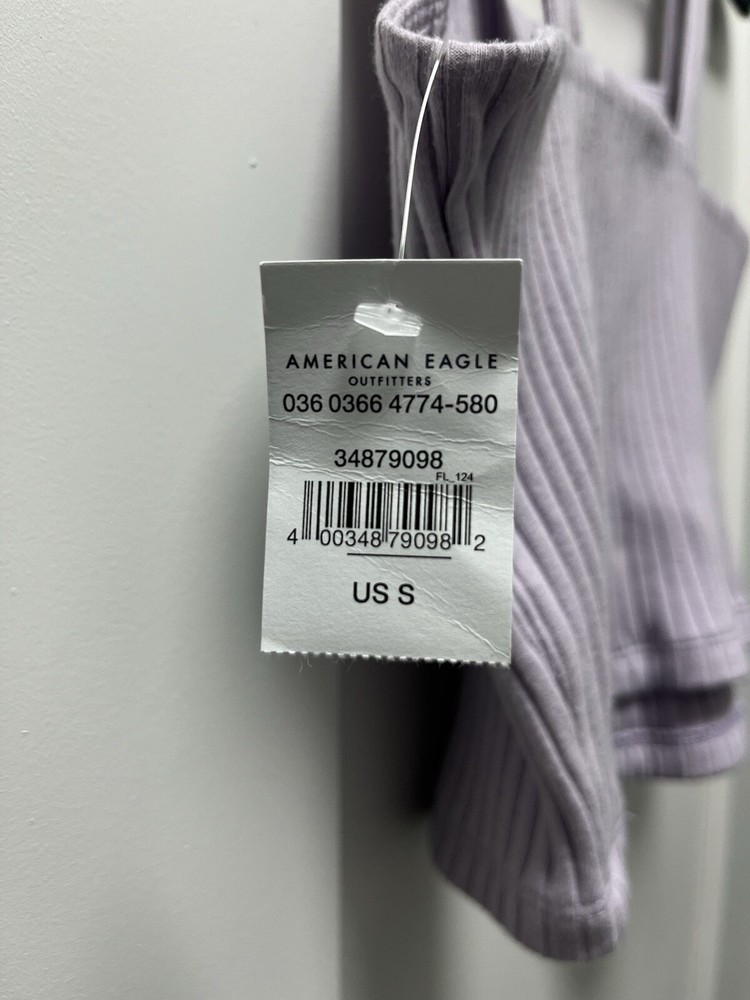 AMERICAN EAGLE
OUTFITTERS
036 0366 4774-580
34879098
FL_124
4 00348 79098 2
US S